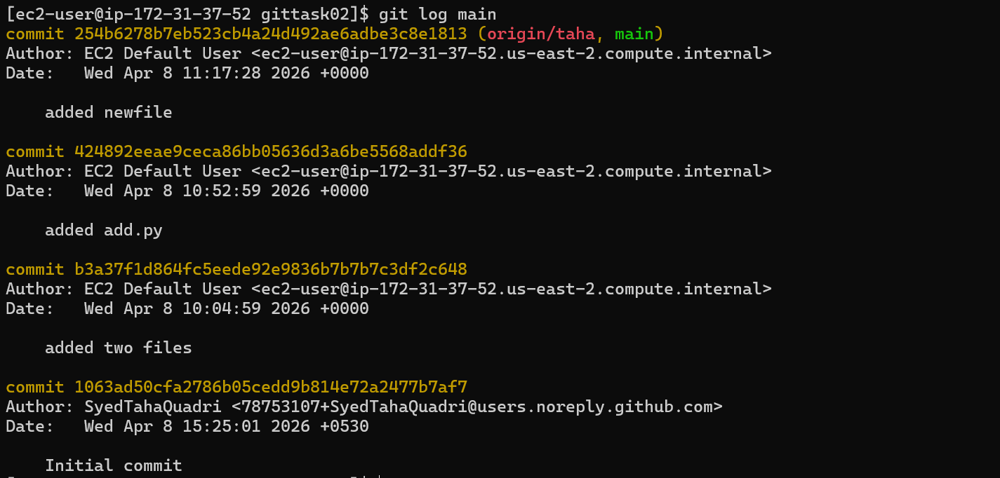 [ec2-user@ip-172-31-37-52 gittask02]$ git log main
commit 254b6278b7eb523cb4a24d492ae6adbe3c8e1813 (origin/taha, main)
Author: EC2 Default User <ec2-user@ip-172-31-37-52.us-east-2.compute.internal>
Date:   Wed Apr 8 11:17:28 2026 +0000
    added newfile
commit 424892eeae9ceca86bb05636d3a6be5568addf36
Author: EC2 Default User <ec2-user@ip-172-31-37-52.us-east-2.compute.internal>
Date:   Wed Apr 8 10:52:59 2026 +0000
    added add.py
commit b3a37f1d864fc5eede92e9836b7b7b7c3df2c648
Author: EC2 Default User <ec2-user@ip-172-31-37-52.us-east-2.compute.internal>
Date:   Wed Apr 8 10:04:59 2026 +0000
    added two files
commit 1063ad50cfa2786b05cedd9b814e72a2477b7af7
Author: SyedTahaQuadri <78753107+SyedTahaQuadri@users.noreply.github.com>
Date:   Wed Apr 8 15:25:01 2026 +0530
    Initial commit